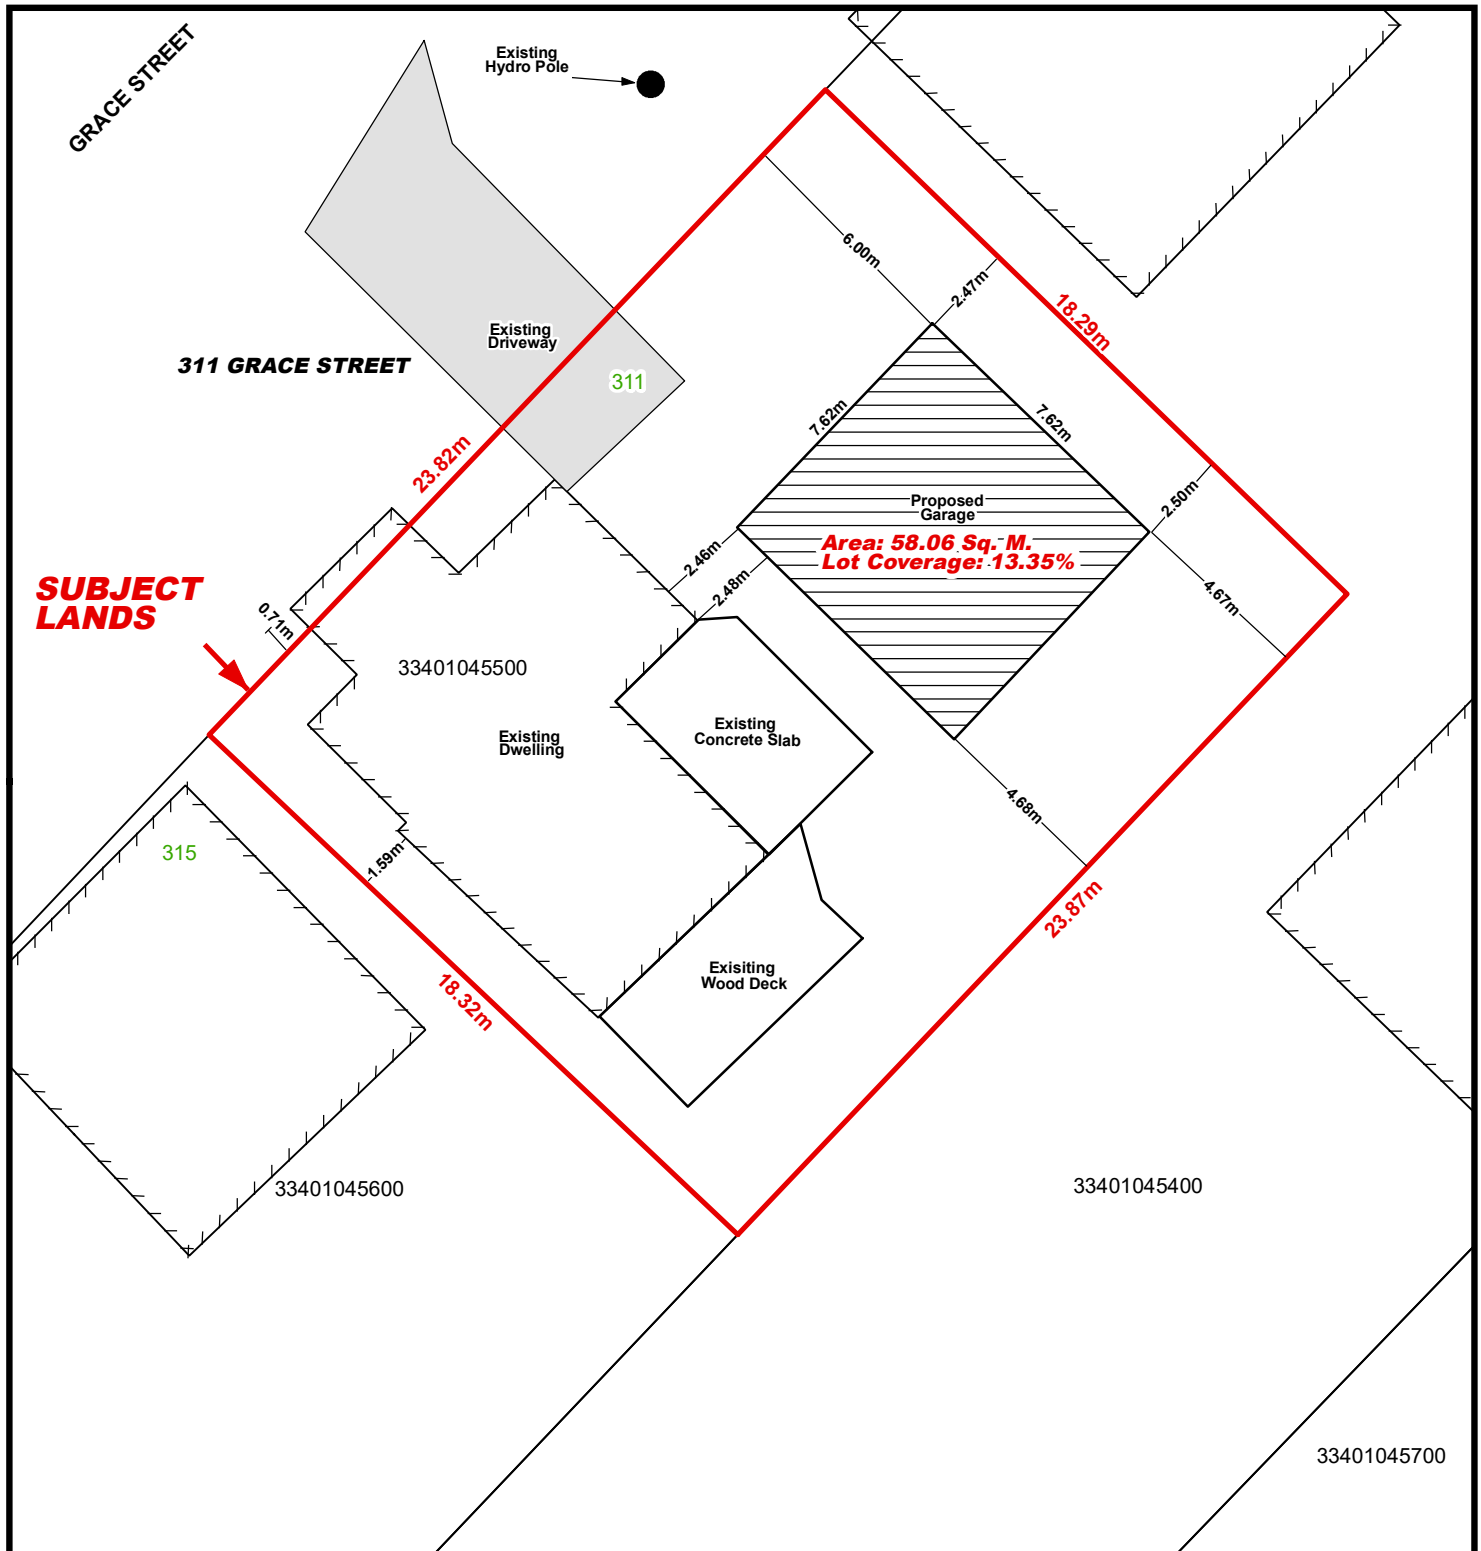 GRACE STREET
Existing
Hydro Pole
6.00m
2.47m
18.29m
Existing
Driveway
311 GRACE STREET
311
7.62m
7.62m
23.82m
2.50m
Proposed
Garage
Area: 58.06 Sq. M.
Lot Coverage: 13.35%
2.46m
2.48m
4.67m
SUBJECT
LANDS
0.71m
33401045500
Existing
Dwelling
Existing
Concrete Slab
4.68m
315
1.59m
23.87m
Exisiting
Wood Deck
18.32m
33401045600
33401045400
33401045700